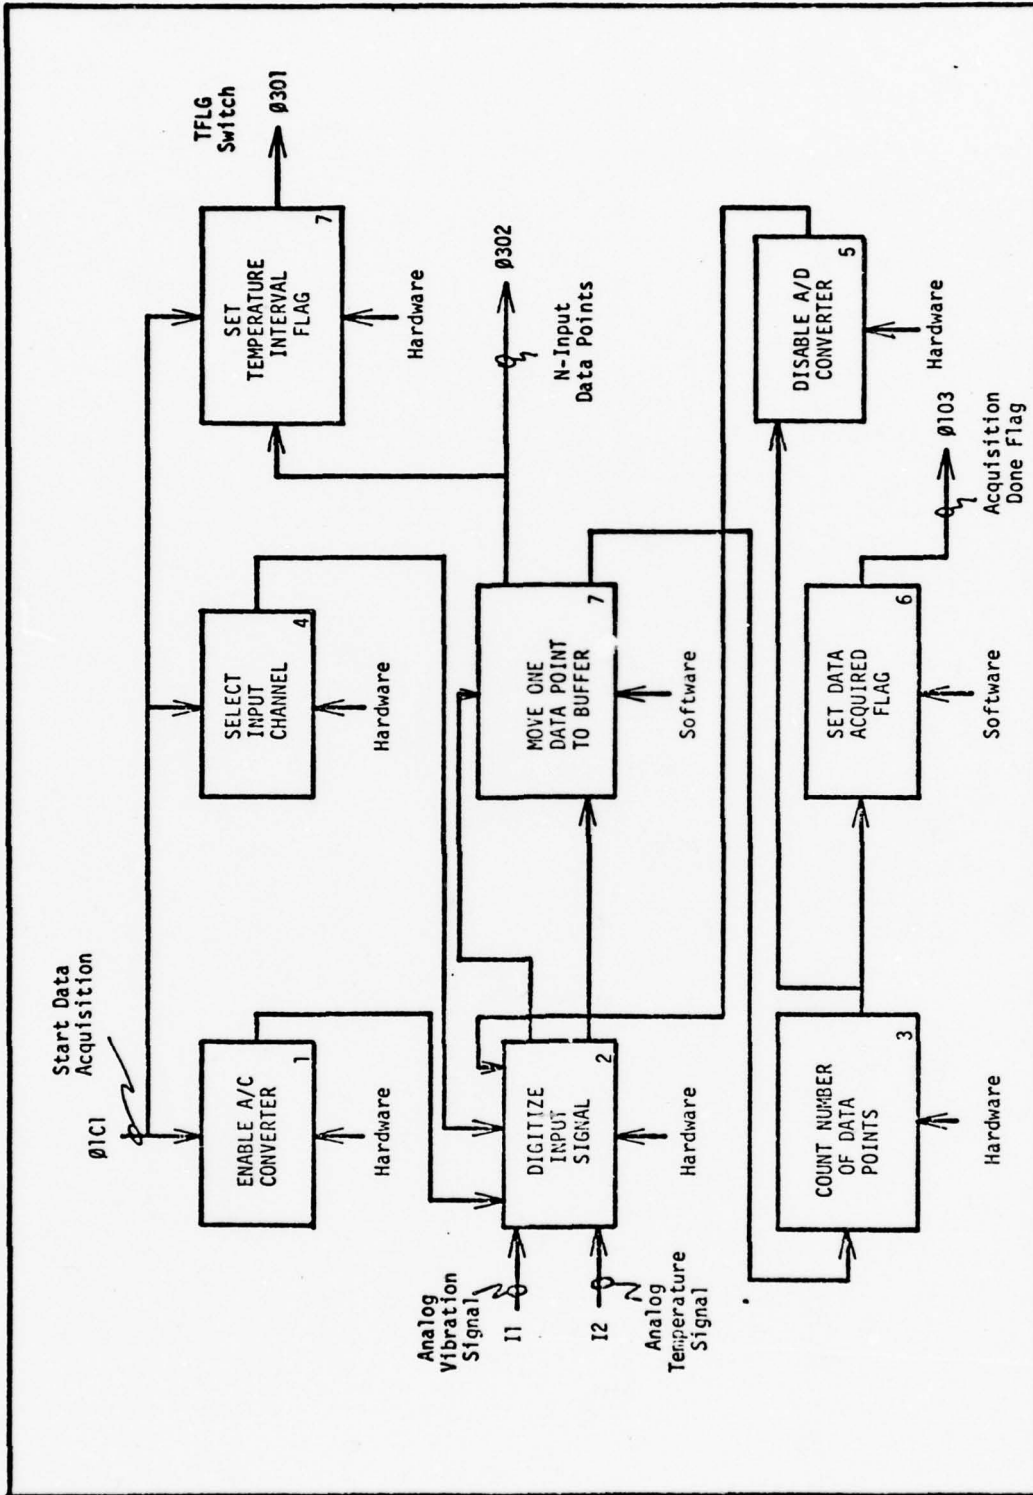 Start Data
Acquisition
Ø1C1
ENABLE A/C
CONVERTER
1
Hardware
SELECT
INPUT
CHANNEL
4
Hardware
SET
TEMPERATURE
INTERVAL
FLAG
7
Hardware
TFLG
Switch
Ø301
Analog
Vibration
Signal
I1
I2
Analog
Temperature
Signal
DIGITIZE
INPUT
SIGNAL
2
Hardware
MOVE ONE
DATA POINT
TO BUFFER
7
Software
Ø302
N-Input
Data Points
COUNT NUMBER
OF DATA
POINTS
3
Hardware
SET DATA
ACQUIRED
FLAG
6
Software
DISABLE A/D
CONVERTER
5
Hardware
Ø103
Acquisition
Done Flag